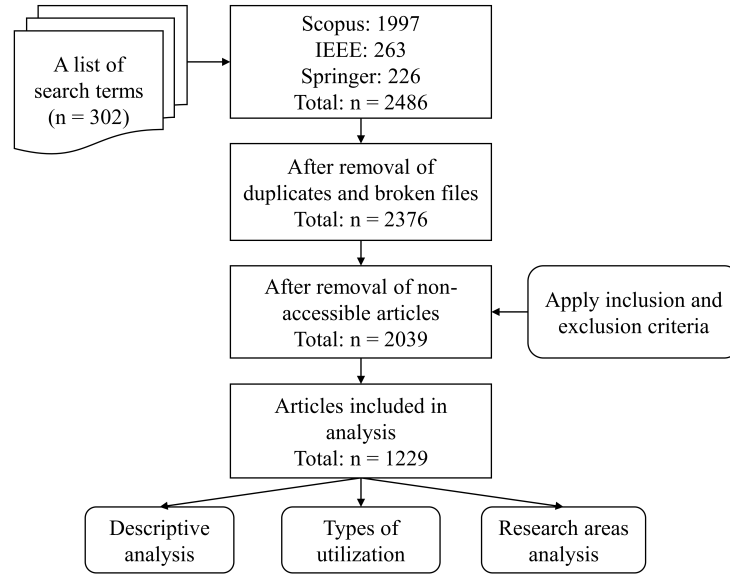 A list of
search terms
(n = 302)
Scopus: 1997
IEEE: 263
Springer: 226
Total: n = 2486
After removal of
duplicates and broken files
Total: n = 2376
After removal of non-
accessible articles
Total: n = 2039
Apply inclusion and
exclusion criteria
Articles included in
analysis
Total: n = 1229
Descriptive
analysis
Types of
utilization
Research areas
analysis